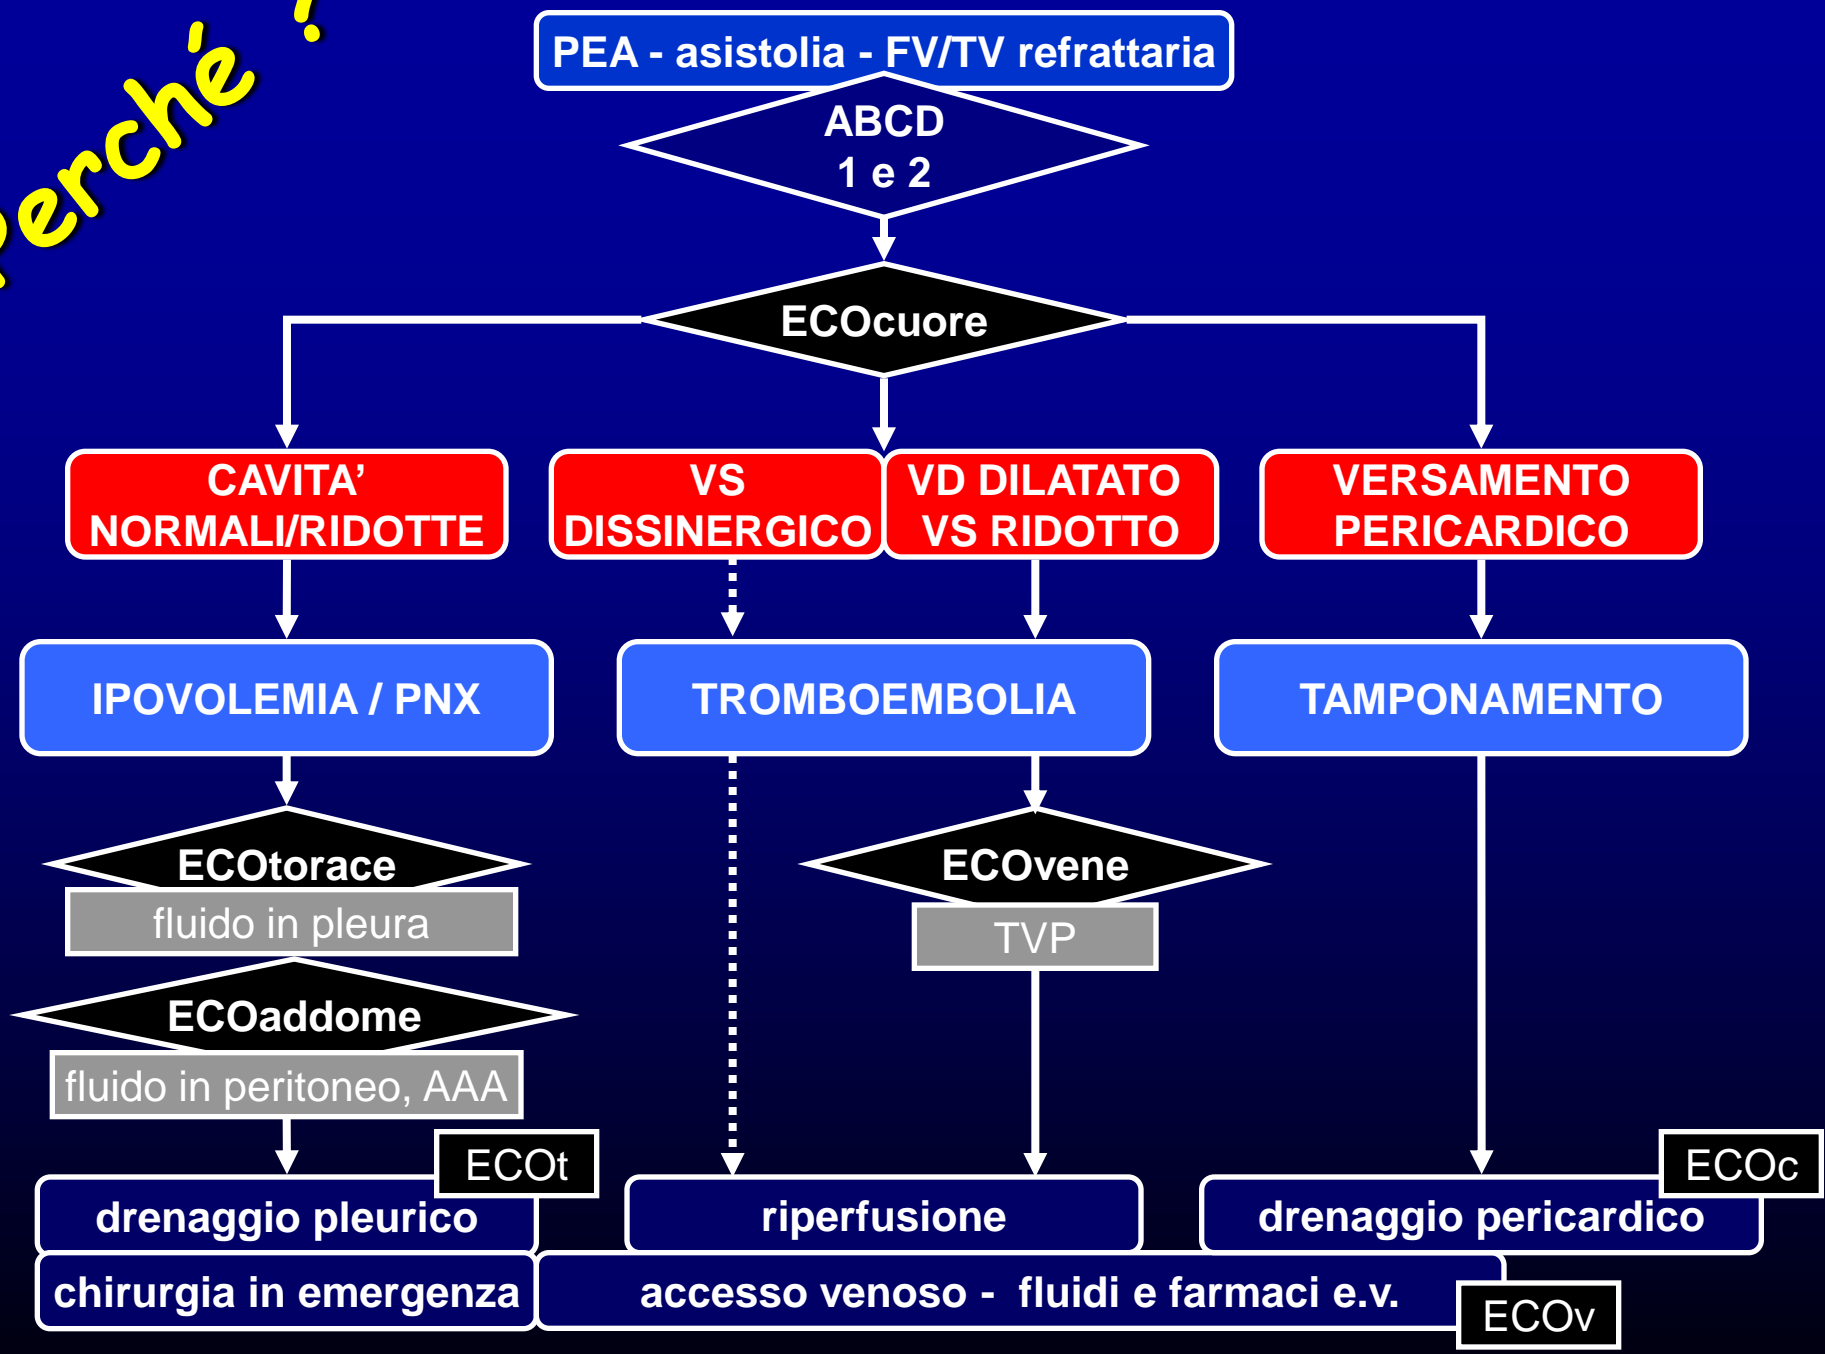 Perché ?
PEA - asistolia - FV/TV refrattaria
ABCD
1 e 2
ECOcuore
CAVITA’
NORMALI/RIDOTTE
VS
DISSINERGICO
VD DILATATO
VS RIDOTTO
VERSAMENTO
PERICARDICO
IPOVOLEMIA / PNX
TROMBOEMBOLIA
TAMPONAMENTO
ECOtorace
fluido in pleura
ECOvene
TVP
ECOaddome
fluido in peritoneo, AAA
ECOt
drenaggio pleurico
chirurgia in emergenza
riperfusione
ECOc
drenaggio pericardico
accesso venoso - fluidi e farmaci e.v.
ECOv